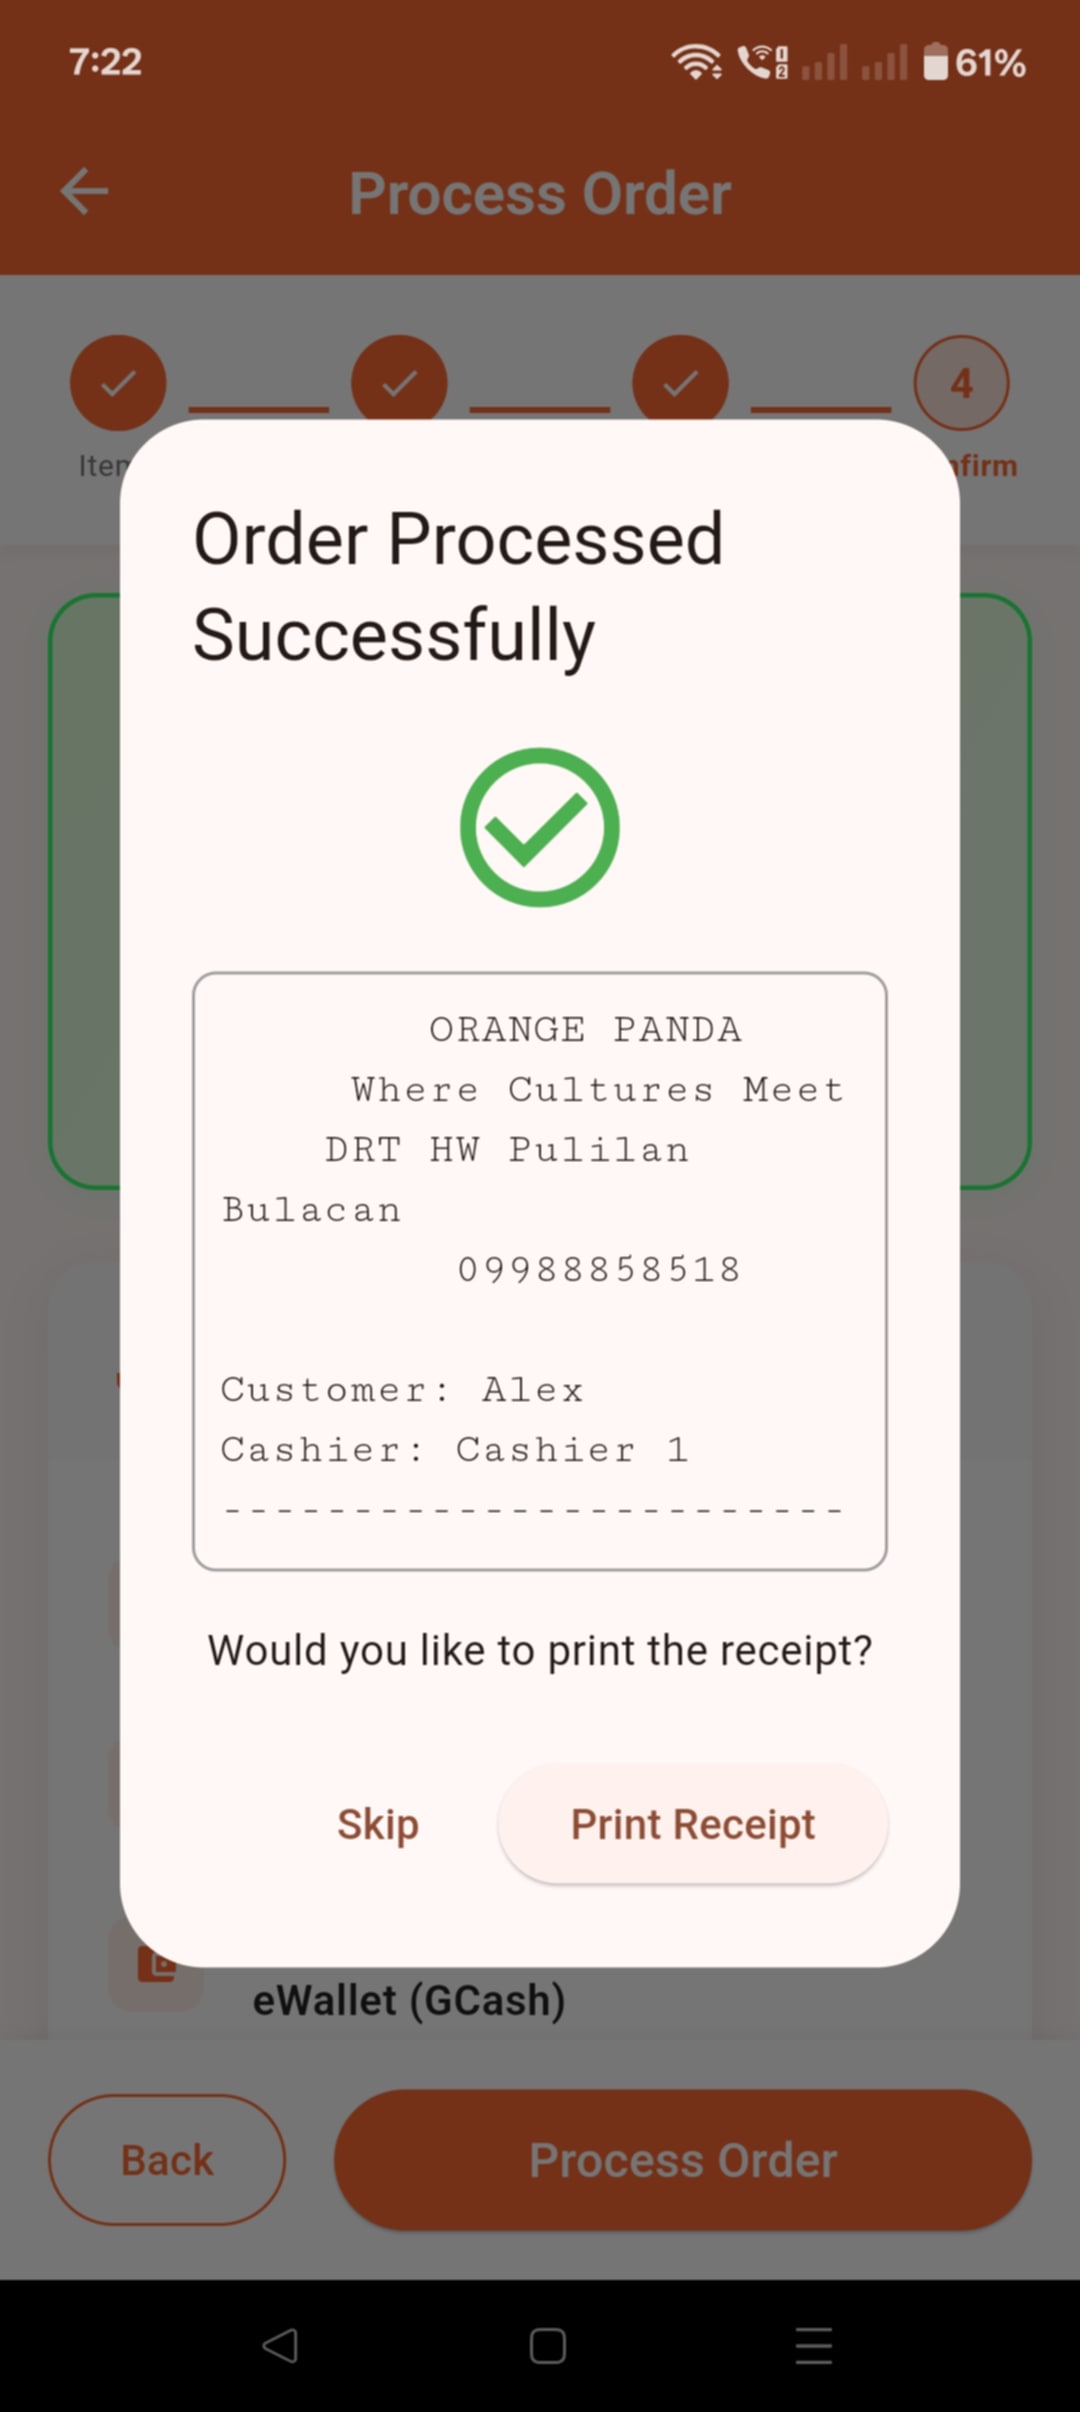 7:22
61%
Process Order
4
Order Processed
Successfully
ORANGE PANDA
Where Cultures Meet
DRT HW Pulilan
Bulacan
09988858518
Customer: Alex
Cashier: Cashier 1
------------------------
Would you like to print the receipt?
Skip
Print Receipt
eWallet (GCash)
Back
Process Order